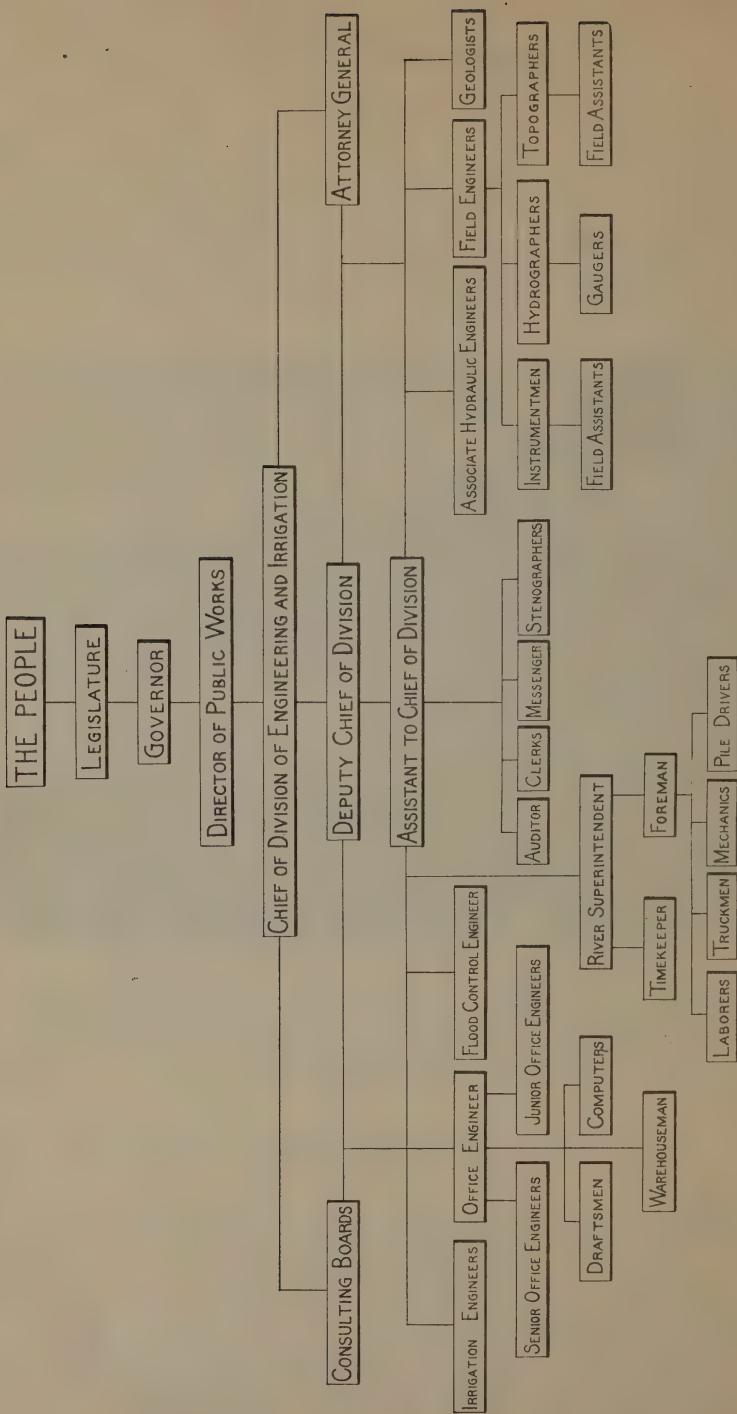 THE PEOPLE
LEGISLATURE
GOVERNOR
DIRECTOR OF PUBLIC WORKS
CHIEF OF DIVISION OF ENGINEERING AND IRRIGATION
CONSULTING BOARDS
DEPUTY CHIEF OF DIVISION
ATTORNEY GENERAL
ASSISTANT TO CHIEF OF DIVISION
IRRIGATION ENGINEERS
OFFICE ENGINEER
FLOOD CONTROL ENGINEER
ASSOCIATE HYDRAULIC ENGINEERS
FIELD ENGINEERS
GEOLOGISTS
SENIOR OFFICE ENGINEERS
JUNIOR OFFICE ENGINEERS
AUDITOR
CLERKS
MESSENGER
STENOGRAPHERS
INSTRUMENTMEN
HYDROGRAPHERS
TOPOGRAPHERS
DRAFTSMEN
COMPUTERS
RIVER SUPERINTENDENT
FIELD ASSISTANTS
GAUGERS
FIELD ASSISTANTS
WAREHOUSEMAN
TIMEKEEPER
FOREMAN
LABORERS
TRUCKMEN
MECHANICS
PILE DRIVERS